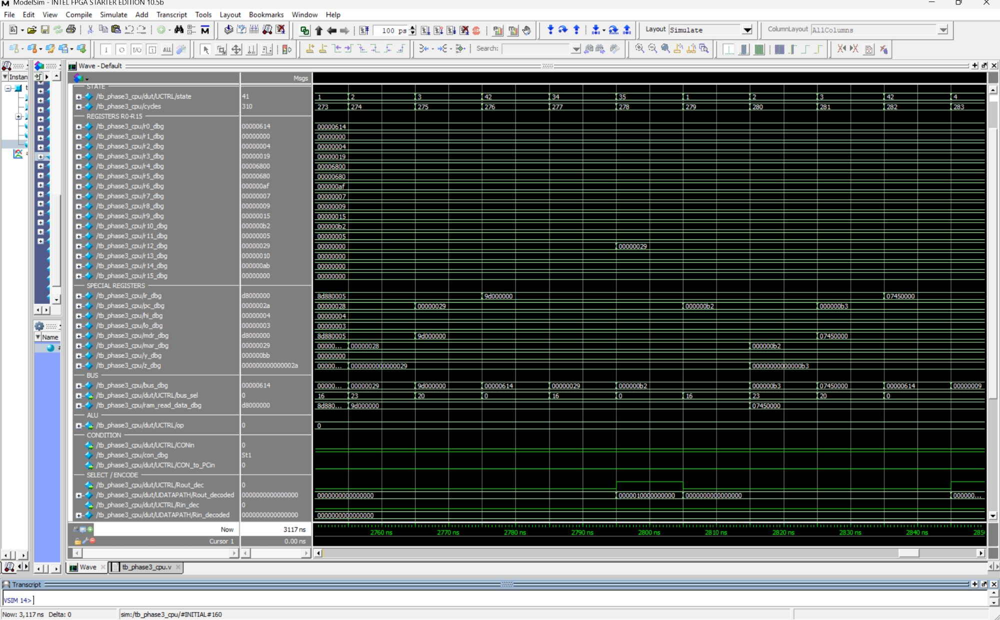 ModelSim - INTEL FPGA STARTER EDITION 10.5b
File Edit View Compile Simulate Add Transcript Tools Layout Bookmarks Window Help
100 ps Layout Simulate ColumnLayout AllColumns
Search:
Wave - Default
Instan
Msgs
STATE
/tb_phase3_cpu/dut/UCTRL/state 41 1 2 3 42 34 35 1 2 3 42 4
/tb_phase3_cpu/cycles 310 273 274 275 276 277 278 279 280 281 282 283
REGISTERS R0-R15
/tb_phase3_cpu/r0_dbg 00000614 00000614
/tb_phase3_cpu/r1_dbg 00000000 00000000
/tb_phase3_cpu/r2_dbg 00000004 00000004
/tb_phase3_cpu/r3_dbg 00000019 00000019
/tb_phase3_cpu/r4_dbg 00006800 00006800
/tb_phase3_cpu/r5_dbg 00000680 00000680
/tb_phase3_cpu/r6_dbg 000000af 000000af
/tb_phase3_cpu/r7_dbg 00000007 00000007
/tb_phase3_cpu/r8_dbg 00000009 00000009
/tb_phase3_cpu/r9_dbg 00000015 00000015
/tb_phase3_cpu/r10_dbg 000000b2 000000b2
/tb_phase3_cpu/r11_dbg 00000005 00000005
/tb_phase3_cpu/r12_dbg 00000029 00000000 00000029
/tb_phase3_cpu/r13_dbg 00000010 00000000
/tb_phase3_cpu/r14_dbg 000000ab 00000000
/tb_phase3_cpu/r15_dbg 00000000 00000000
SPECIAL REGISTERS
/tb_phase3_cpu/ir_dbg d8000000 8d880005 9d000000 07450000
/tb_phase3_cpu/pc_dbg 0000002a 00000028 00000029 000000b2 000000b3
/tb_phase3_cpu/hi_dbg 00000004 00000004
/tb_phase3_cpu/lo_dbg 00000003 00000003
/tb_phase3_cpu/mdr_dbg d8000000 8d880005 9d000000 07450000
/tb_phase3_cpu/mar_dbg 00000029 00000... 00000028 000000b2
/tb_phase3_cpu/y_dbg 000000bb 00000000
/tb_phase3_cpu/z_dbg 000000000000002a 00000... 0000000000000029 00000000000000b3
BUS
/tb_phase3_cpu/bus_dbg 00000614 00000... 00000029 9d000000 00000614 00000029 000000b2 000000b3 07450000 00000614 00000009
/tb_phase3_cpu/dut/UCTRL/bus_sel 0 16 23 20 0 16 0 16 23 20 0
/tb_phase3_cpu/ram_read_data_dbg d8000000 8d880... 9d000000 07450000
ALU
/tb_phase3_cpu/dut/UCTRL/op 0 0
CONDITION
/tb_phase3_cpu/dut/UCTRL/CONin 0
/tb_phase3_cpu/con_dbg St1
/tb_phase3_cpu/dut/UCTRL/CON_to_PCin 0
SELECT / ENCODE
/tb_phase3_cpu/dut/UCTRL/Rout_dec 0
/tb_phase3_cpu/dut/UDATAPATH/Rout_decoded 0000000000000000 0000000000000000 0000010000000000 0000000000000000 000000...
/tb_phase3_cpu/dut/UCTRL/Rin_dec 0
/tb_phase3_cpu/dut/UDATAPATH/Rin_decoded 0000000000000000 0000000000000000
Name
Now 3117 ns 2760 ns 2770 ns 2780 ns 2790 ns 2800 ns 2810 ns 2820 ns 2830 ns 2840 ns
Cursor 1 0.00 ns
Wave tb_phase3_cpu.v
Transcript
VSIM 14>
Now: 3,117 ns Delta: 0 sim:/tb_phase3_cpu/#INITIAL#160